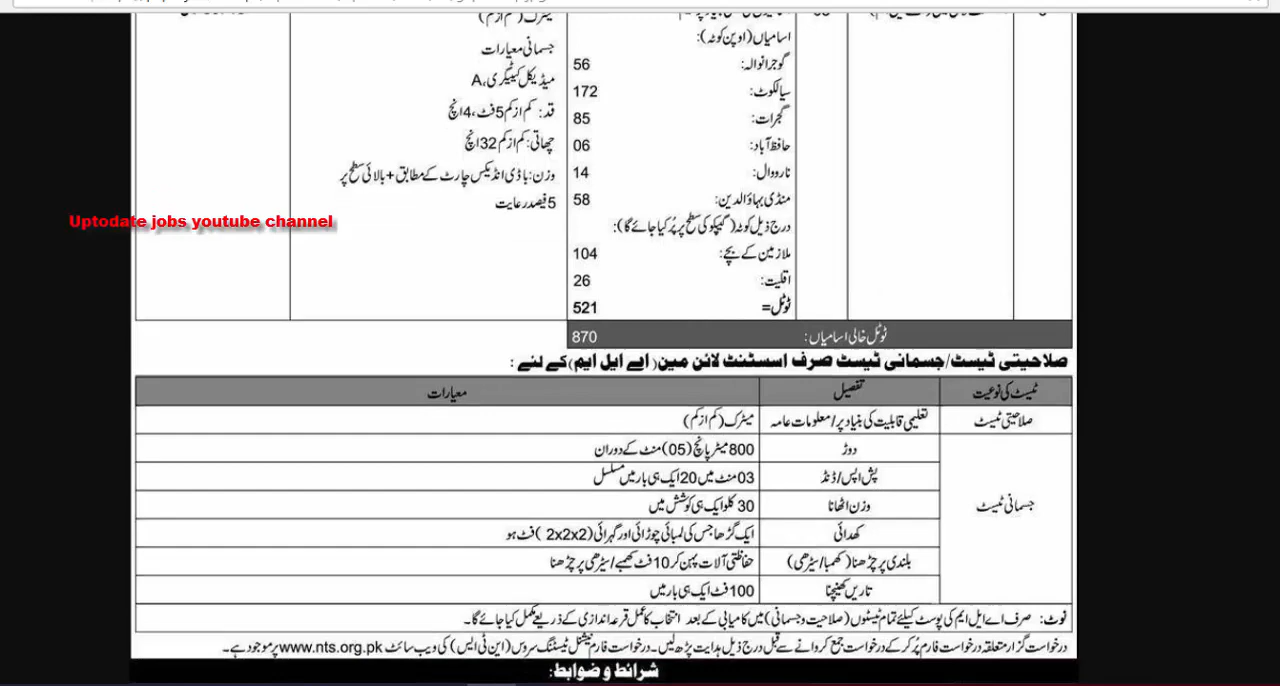 میٹرک (کم از کم)
جسمانی معیارات
میڈیکل کیٹیگری، A
قد: کم از کم 5 فٹ، 4 انچ
چھاتی: کم از کم 32 انچ
وزن: باڈی انڈیکس چارٹ کے مطابق + بالائی سطح پر
5 فیصد رعایت
اسامیاں (اوپن کوٹہ):
گوجرانوالہ: 56
سیالکوٹ: 172
گجرات: 85
حافظ آباد: 06
نارووال: 14
منڈی بہاؤالدین: 58
درج ذیل کوٹہ (گیپکو کی سطح پر پُر کیا جائے گا):
ملازمین کے بچے: 104
اقلیت: 26
ٹوٹل= 521
Uptodate jobs youtube channel
ٹوٹل خالی اسامیاں: 870
صلاحیتی ٹیسٹ/جسمانی ٹیسٹ صرف اسسٹنٹ لائن مین (اے ایل ایم) کے لئے:
ٹیسٹ کی نوعیت تفصیل معیارات
صلاحیتی ٹیسٹ تعلیمی قابلیت کی بنیاد پر/معلومات عامہ میٹرک (کم از کم)
جسمانی ٹیسٹ
دوڑ 800 میٹر پانچ (05) منٹ کے دوران
پش اپس/ڈنڈ 03 منٹ میں 20 ایک ہی بار میں مسلسل
وزن اٹھانا 30 کلو ایک ہی کوشش میں
کھدائی ایک گڑھا جس کی لمبائی چوڑائی اور گہرائی (2x2x2) فٹ ہو
بلندی پر چڑھنا (کھمبا/سیڑھی) حفاظتی آلات پہن کر 10 فٹ کھمبے/سیڑھی پر چڑھنا
تاریں کھینچنا 100 فٹ ایک ہی بار میں
نوٹ: صرف اے ایل ایم کی پوسٹ کیلئے تمام ٹیسٹوں (صلاحیت و جسمانی) میں کامیابی کے بعد انتخاب کا عمل قرعہ اندازی کے ذریعے مکمل کیا جائے گا۔
درخواست گزار متعلقہ درخواست فارم پُر کر کے درخواست جمع کروانے سے قبل درج ذیل ہدایت پڑھ لیں۔ درخواست فارم نیشنل ٹیسٹنگ سروس (این ٹی ایس) کی ویب سائٹ www.nts.org.pk پر موجود ہے۔
شرائط و ضوابط: